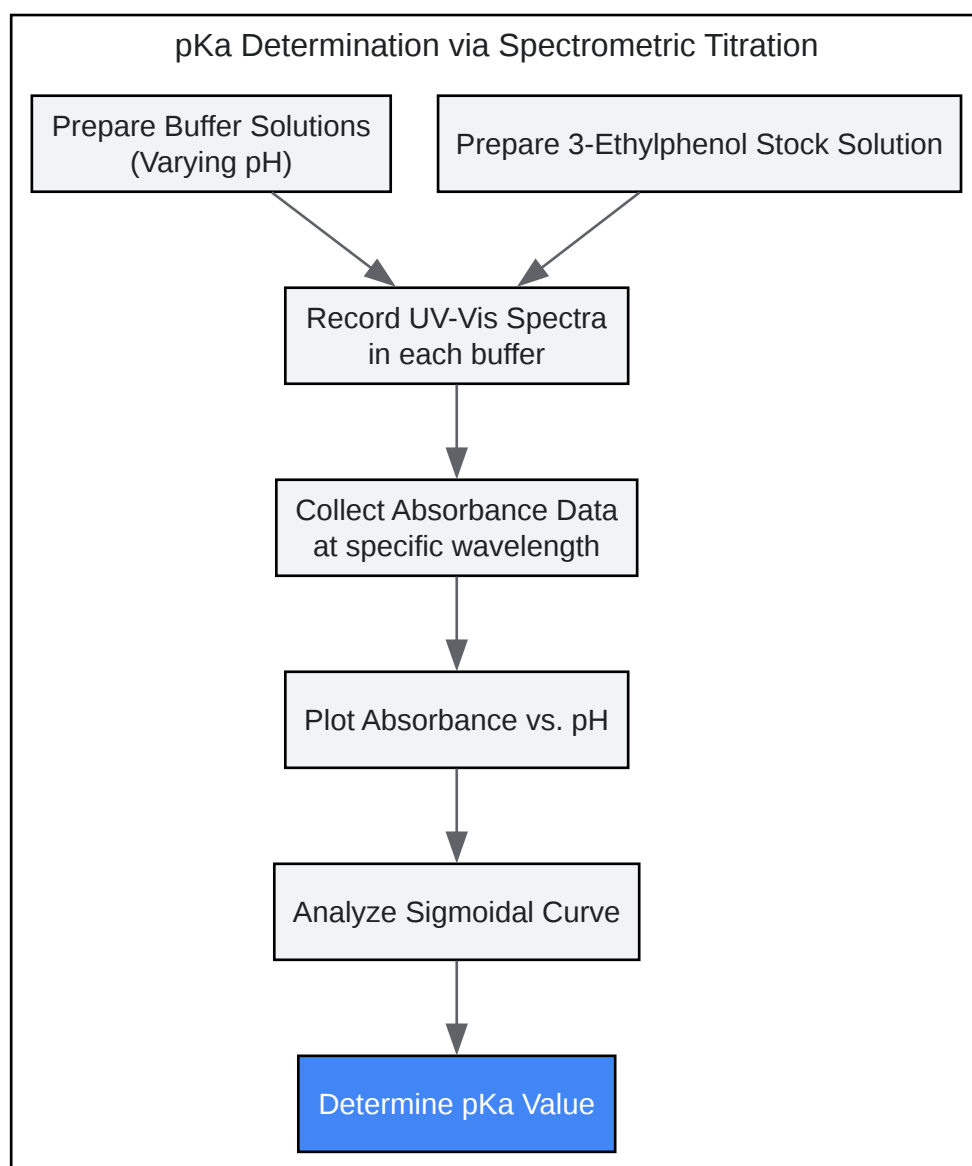 pKa Determination via Spectrometric Titration
Prepare Buffer Solutions
(Varying pH)
Prepare 3-Ethylphenol Stock Solution
Record UV-Vis Spectra
in each buffer
Collect Absorbance Data
at specific wavelength
Plot Absorbance vs. pH
Analyze Sigmoidal Curve
Determine pKa Value